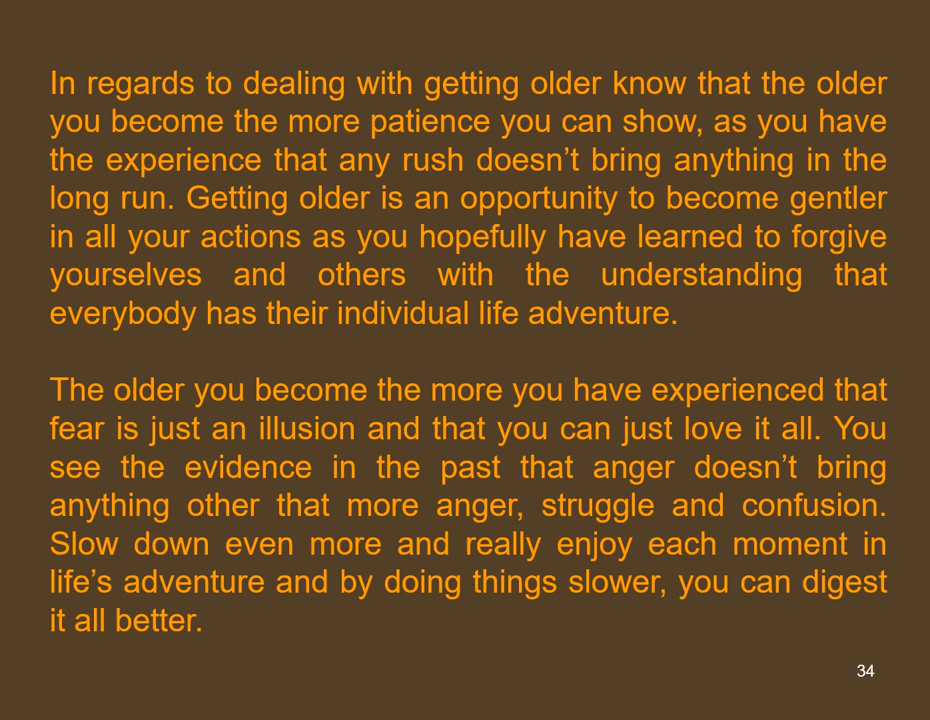 In regards to dealing with getting older know that the older
you become the more patience you can show, as you have
the experience that any rush doesn’t bring anything in the
long run. Getting older is an opportunity to become gentler
in all your actions as you hopefully have learned to forgive
yourselves and others with the understanding that
everybody has their individual life adventure.
The older you become the more you have experienced that
fear is just an illusion and that you can just love it all. You
see the evidence in the past that anger doesn’t bring
anything other that more anger, struggle and confusion.
Slow down even more and really enjoy each moment in
life’s adventure and by doing things slower, you can digest
it all better.
34